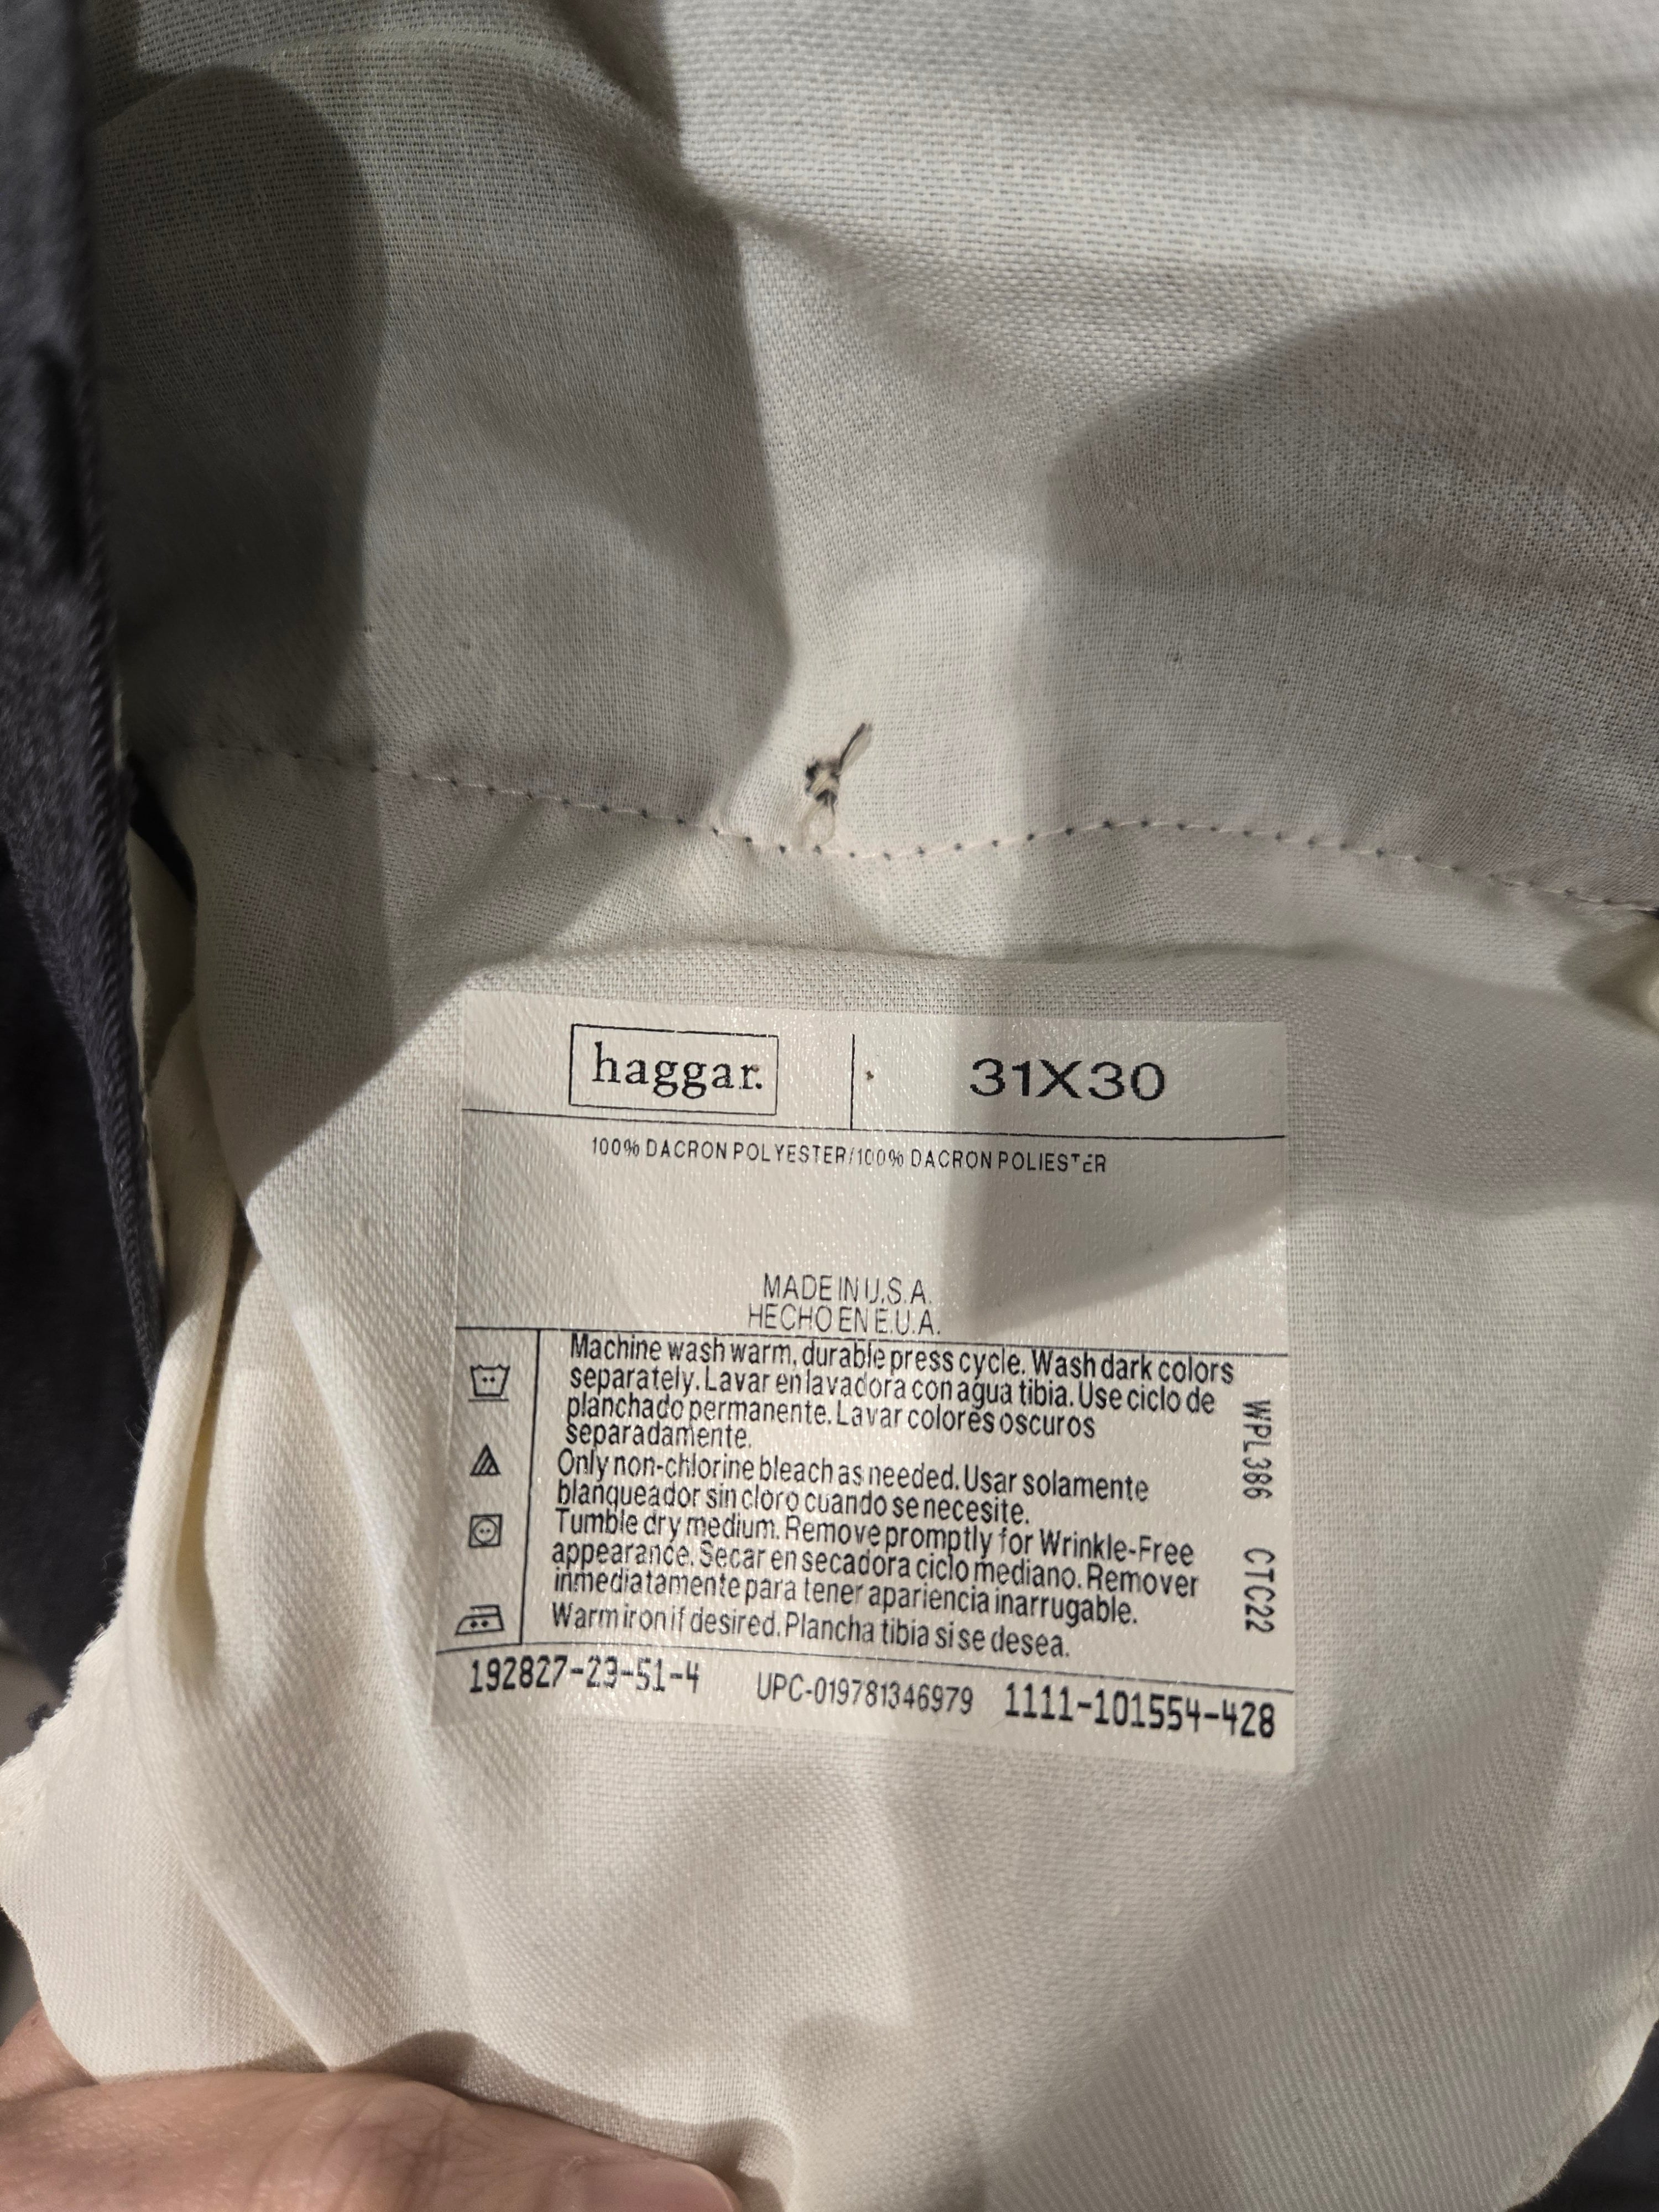 haggar. 31X30
100% DACRON POLYESTER/100% DACRON POLIESTER
MADE IN U.S.A.
HECHO EN E.U.A.
Machine wash warm, durable press cycle. Wash dark colors
separately. Lavar en lavadora con agua tibia. Use ciclo de
planchado permanente. Lavar colores oscuros
separadamente.
Only non-chlorine bleach as needed. Usar solamente
blanqueador sin cloro cuando se necesite.
Tumble dry medium. Remove promptly for Wrinkle-Free
appearance. Secar en secadora ciclo mediano. Remover
inmediatamente para tener apariencia inarrugable.
Warm iron if desired. Plancha tibia si se desea.
WPL386 CTC22
192827-29-51-4 UPC-019781346979 1111-101554-428